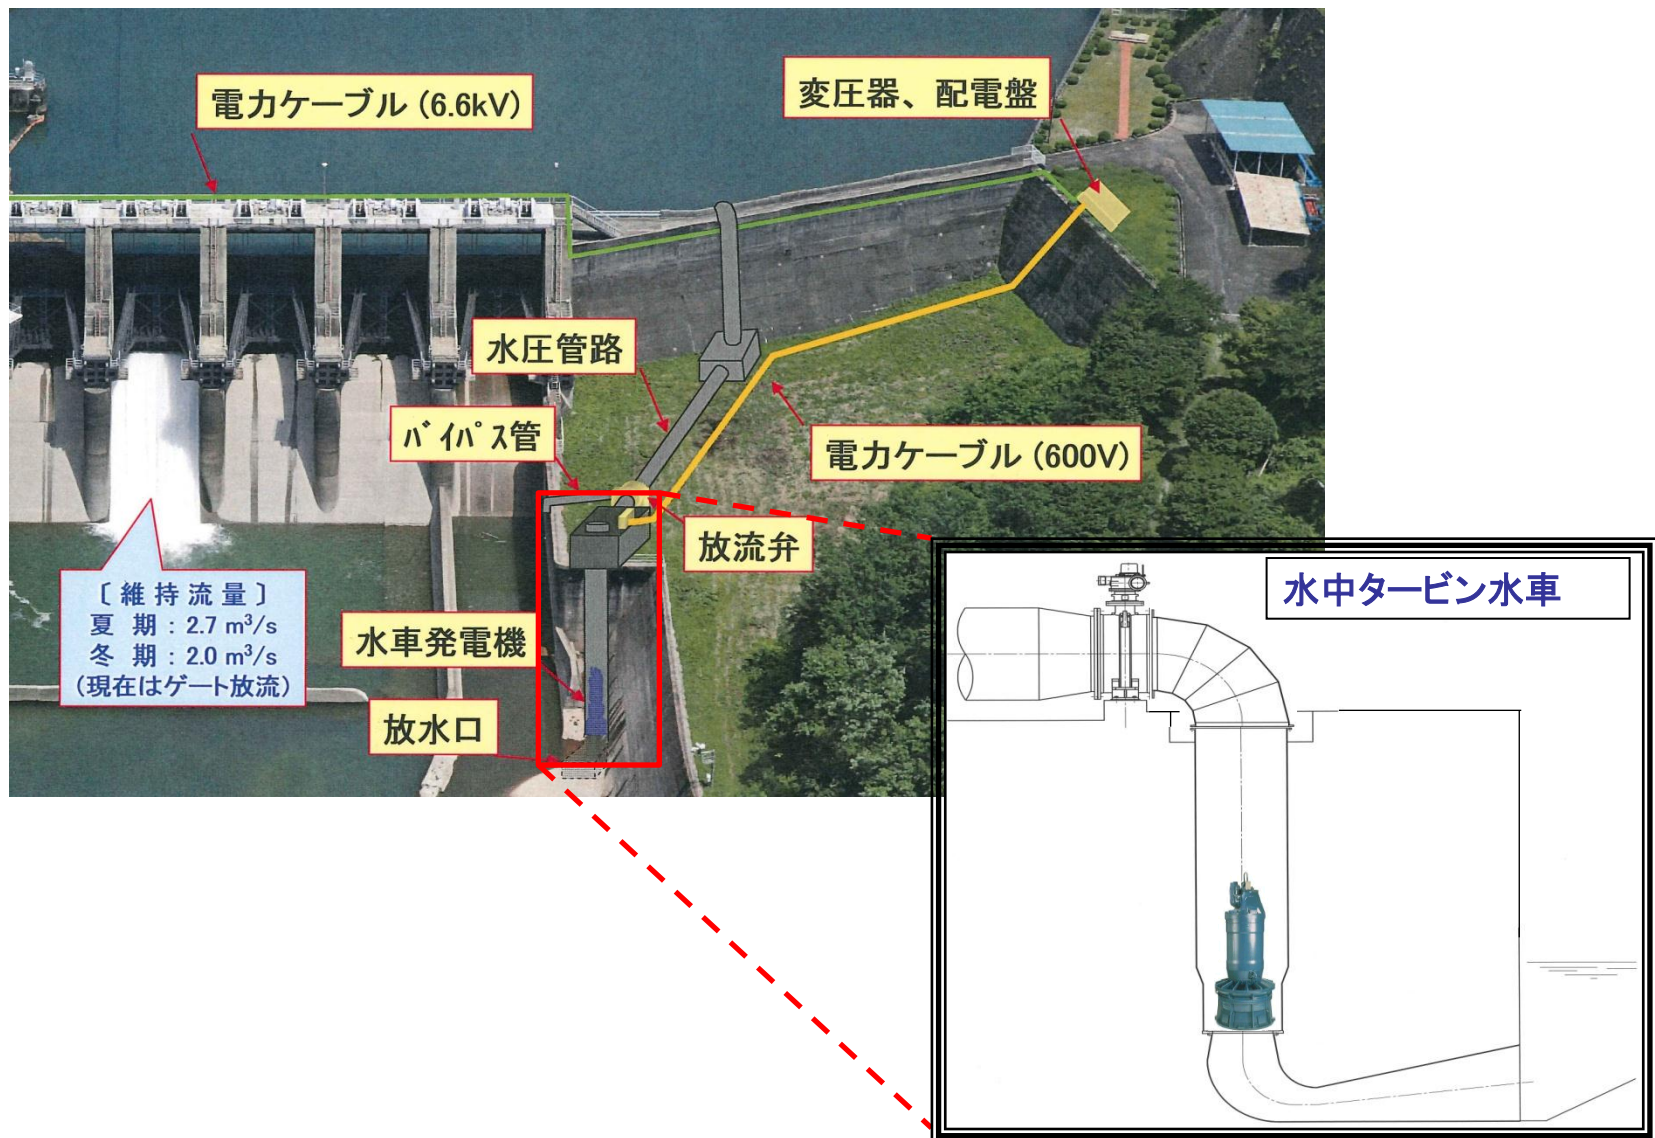 電力ケーブル (6.6kV)
変圧器、配電盤
水圧管路
バイパス管
電力ケーブル (600V)
放流弁
〔 維 持 流 量 〕
夏 期 : 2.7 m³/s
冬 期 : 2.0 m³/s
(現在はゲート放流)
水車発電機
放水口
水中タービン水車